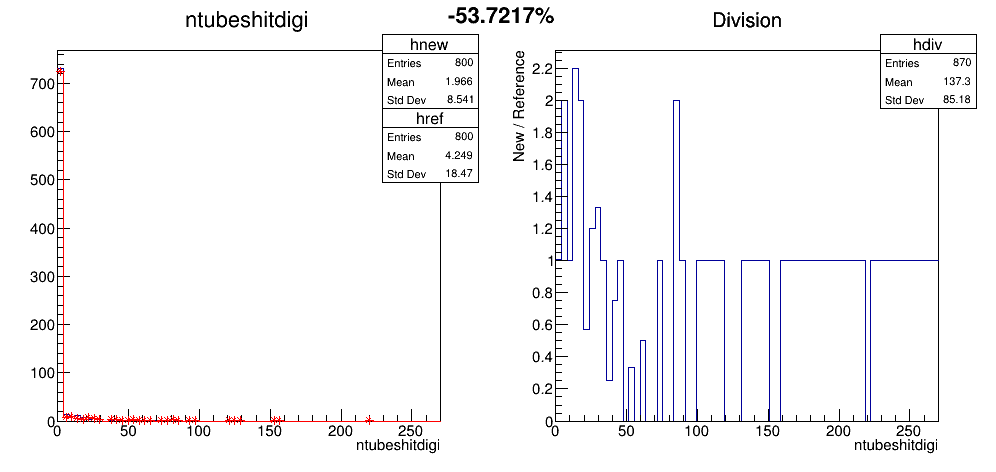 ntubeshitdigi
-53.7217%
Division
hnew
Entries 800
Mean 1.966
Std Dev 8.541
href
Entries 800
Mean 4.249
Std Dev 18.47
700
600
500
400
300
200
100
0
0 50 100 150 200 250
ntubeshitdigi
hdiv
Entries 870
Mean 137.3
Std Dev 85.18
New / Reference
2.2
2
1.8
1.6
1.4
1.2
1
0.8
0.6
0.4
0.2
0
0 50 100 150 200 250
ntubeshitdigi